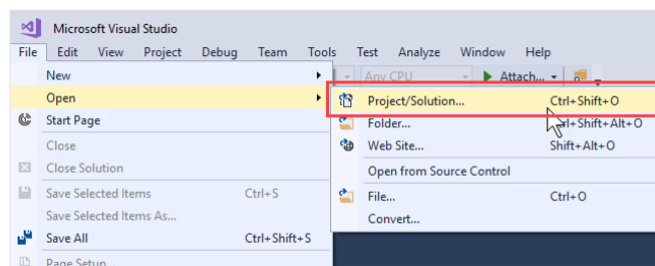 Microsoft Visual Studio
File Edit View Project Debug Team Tools Test Analyze Window Help
New
Any CPU
Attach...
Open
Project/Solution... Ctrl+Shift+O
Start Page
Folder... Ctrl+Shift+Alt+O
Close
Web Site... Shift+Alt+O
Close Solution
Open from Source Control
Save Selected Items Ctrl+S
File... Ctrl+O
Save Selected Items As...
Convert...
Save All Ctrl+Shift+S
Page Setup...